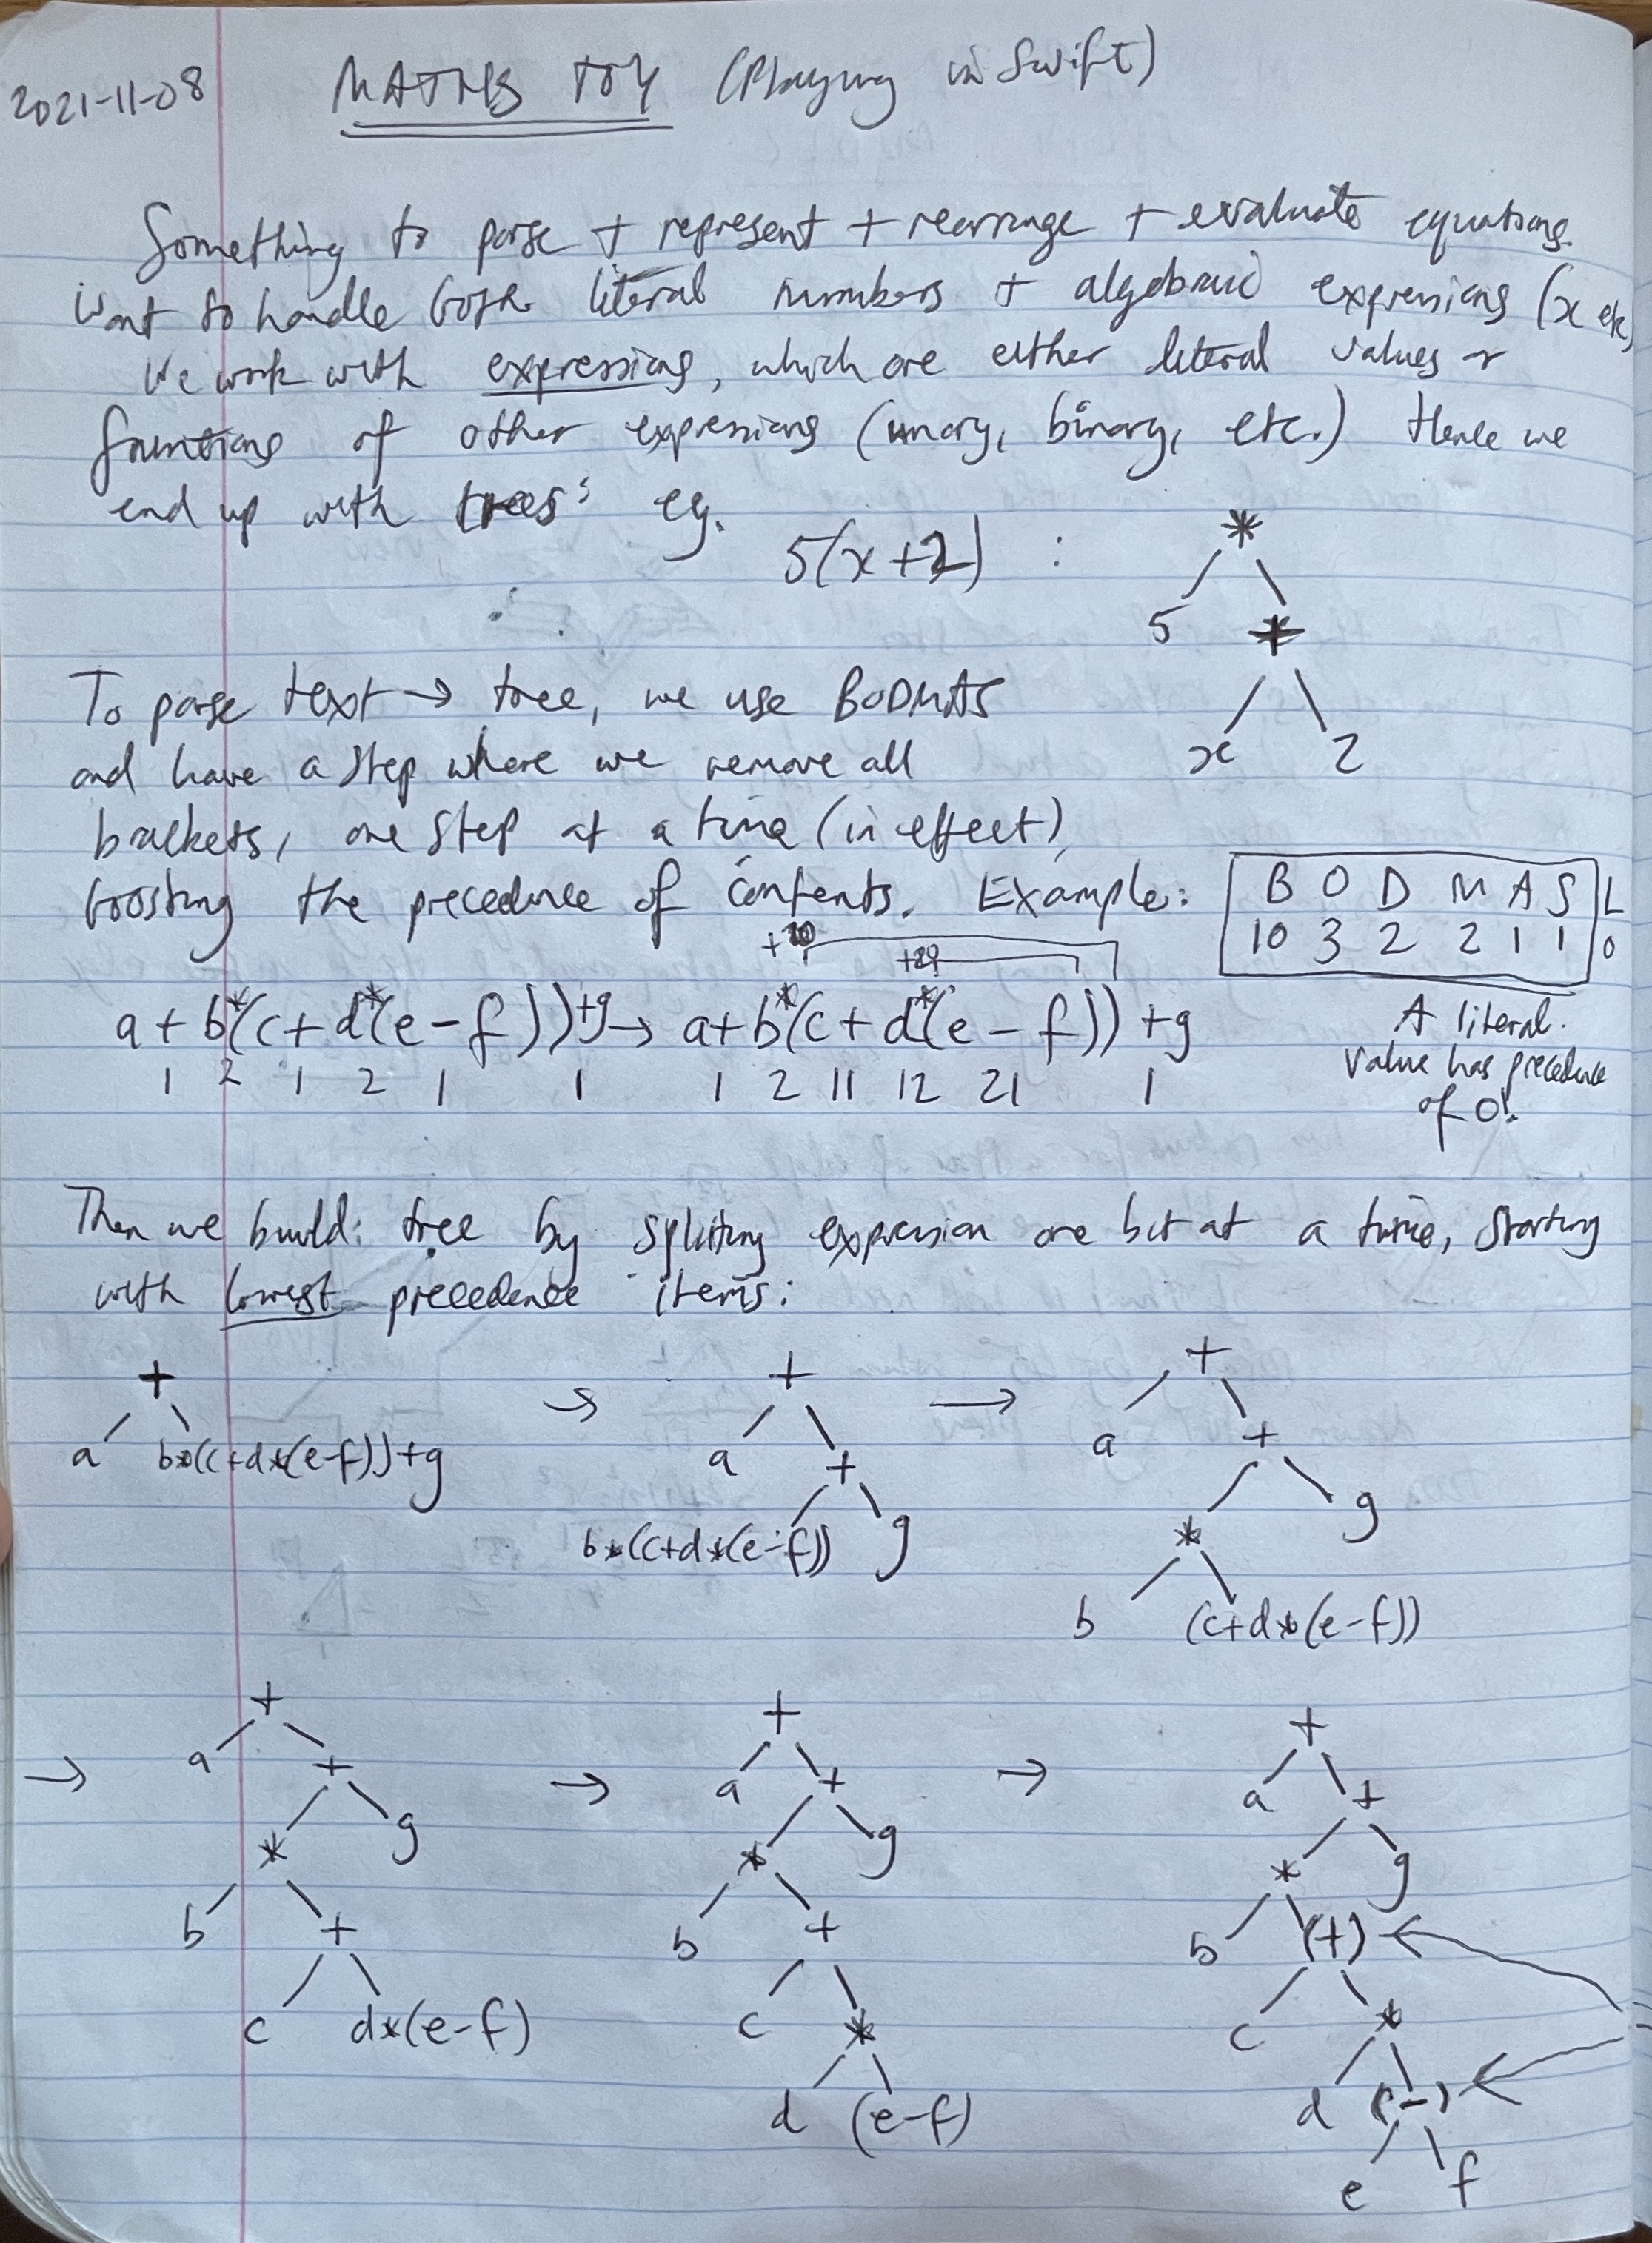 2021-11-08 MATHS TOY (Playing in Swift)
Something to parse + represent + rearrange + evaluate equations.
Want to handle both literal numbers + algebraic expressions (x etc)
We work with expressions, which are either literal values or
functions of other expressions (unary, binary, etc.) Hence we
end up with trees: eg.
5(x+2) :
*
5 +
x 2
To parse text → tree, we use BODMAS
and have a step where we remove all
brackets, one step at a time (in effect),
boosting the precedence of contents. Example:
B O D M A S L
10 3 2 2 1 1 0
A literal
value has precedence
of 0!
+10
a + b*(c + d*(e - f))+g → a + b*(c + d*(e - f)) + g
1 2 1 2 1 1 1 2 11 12 21 1
Then we build tree by splitting expression one bit at a time, starting
with lowest precedence items:
+
a b*(c+d*(e-f))+g
→
+
a +
b*(c+d*(e-f)) g
→
+
a +
* g
b (c+d*(e-f))
→
+
a +
* g
b +
c d*(e-f)
→
+
a +
* g
b +
c *
d (e-f)
→
+
a +
* g
b (+)
c *
d (-)
e f